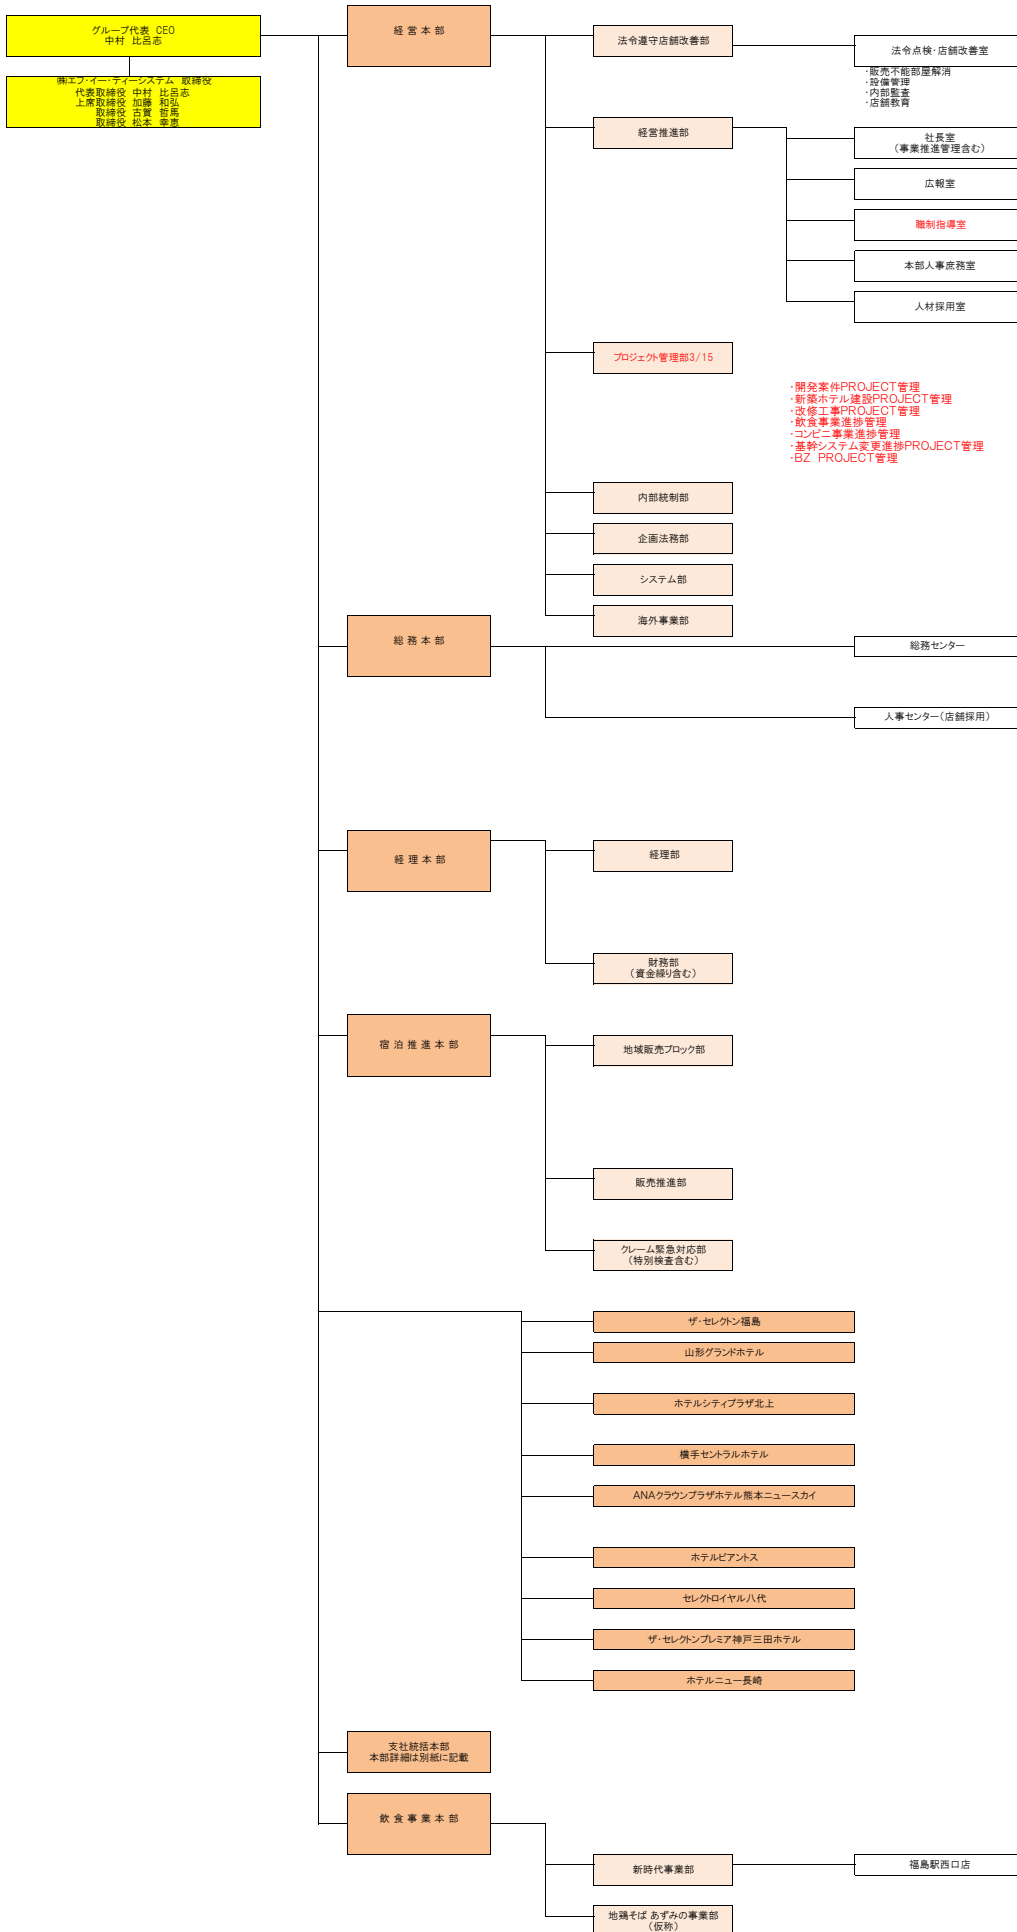 グループ代表 CEO
中村 比呂志
㈱エフ・イー・ティーシステム 取締役
代表取締役 中村 比呂志
上席取締役 加藤 和弘
取締役 古賀 哲馬
取締役 松本 幸恵
経 営 本 部
法令遵守店舗改善部
法令点検・店舗改善室
・販売不能部屋解消
・設備管理
・内部監査
・店舗教育
経営推進部
社長室
（事業推進管理含む）
広報室
職制指導室
本部人事庶務室
人材採用室
プロジェクト管理部3/15
・開発案件PROJECT管理
・新築ホテル建設PROJECT管理
・改修工事PROJECT管理
・飲食事業進捗管理
・コンビニ事業進捗管理
・基幹システム変更進捗PROJECT管理
・BZ PROJECT管理
内部統制部
企画法務部
システム部
海外事業部
総 務 本 部
総務センター
人事センター（店舗採用）
経 理 本 部
経理部
財務部
（資金繰り含む）
宿 泊 推 進 本 部
地域販売ブロック部
販売推進部
クレーム緊急対応部
（特別検査含む）
ザ・セレクトン福島
山形グランドホテル
ホテルシティプラザ北上
横手セントラルホテル
ANAクラウンプラザホテル熊本ニュースカイ
ホテルビアントス
セレクトロイヤル八代
ザ・セレクトンプレミア神戸三田ホテル
ホテルニュー長崎
支社統括本部
本部詳細は別紙に記載
飲 食 事 業 本 部
新時代事業部
福島駅西口店
地鶏そば あずみの事業部
（仮称）